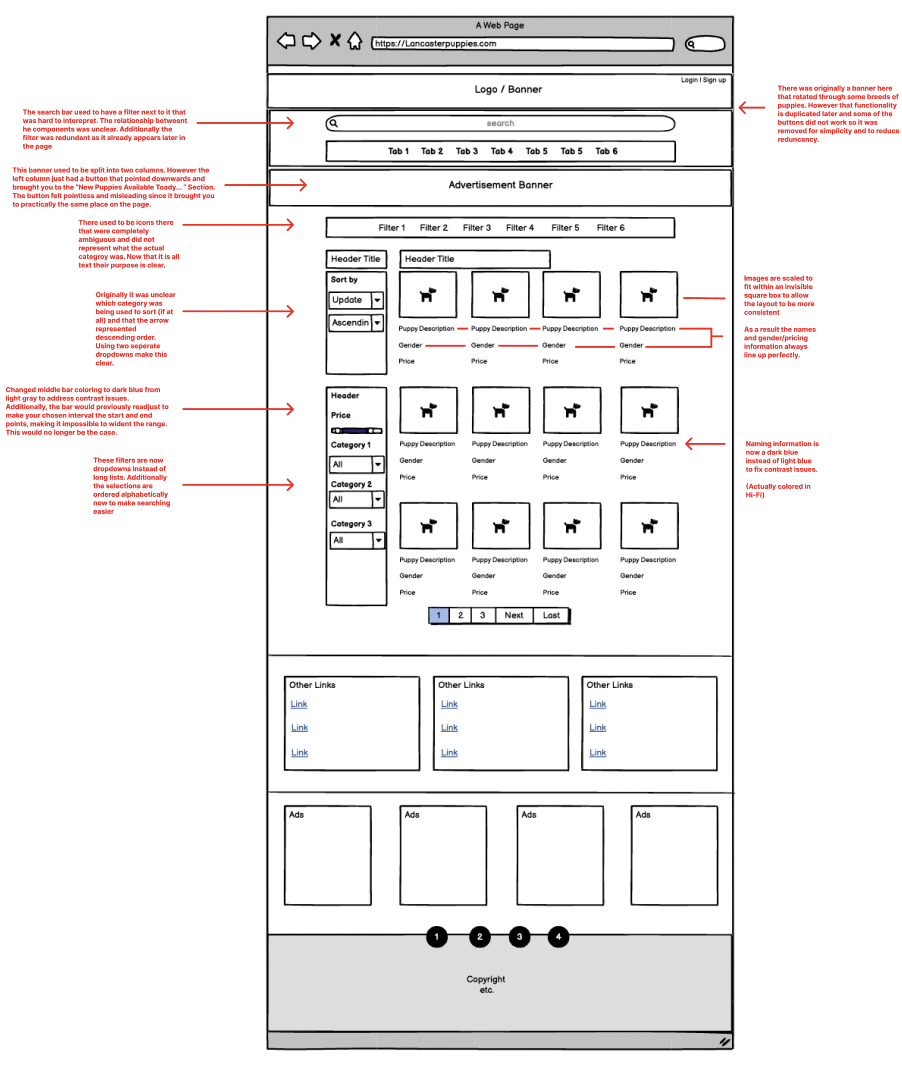 A Web Page
https://Lancasterpuppies.com
Login | Sign up
Logo / Banner
There was originally a banner here
that rotated through some breeds of
puppies. However that functionality
is duplicated later and some of the
buttons did not work so it was
removed for simplicity and to reduce
reduncancy.
The search bar used to have a filter next to it that
was hard to interepret. The relationship betweent
he components was unclear. Additionally the
filter was redundant as it already appears later in
the page
search
Tab 1 Tab 2 Tab 3 Tab 4 Tab 5 Tab 5 Tab 6
This banner used to be split into two columns. However the
left column just had a button that pointed downwards and
brought you to the "New Puppies Available Toady... " Section.
The button felt pointless and misleading since it brought you
to practically the same place on the page.
Advertisement Banner
There used to be icons there
that were completely
ambiguous and did not
represent what the actual
categroy was. Now that it is all
text their purpose is clear.
Filter 1 Filter 2 Filter 3 Filter 4 Filter 5 Filter 6
Header Title
Header Title
Originally it was unclear
which category was
being used to sort (if at
all) and that the arrow
represented
descending order.
Using two seperate
dropdowns make this
clear.
Sort by
Update
Ascendin
Puppy Description Puppy Description Puppy Description Puppy Description
Gender Gender Gender Gender
Price Price Price Price
Images are scaled to
fit within an invisible
square box to allow
the layout to be more
consistent
As a result the names
and gender/pricing
information always
line up perfectly.
Changed middle bar coloring to dark blue from
light gray to address contrast issues.
Additionally, the bar would previously readjust to
make your chosen interval the start and end
points, making it impossible to wident the range.
This would no longer be the case.
These filters are now
dropdowns instead of
long lists. Additionally
the selections are
ordered alphabetically
now to make searching
easier
Header
Price
Category 1
All
Category 2
All
Category 3
All
Puppy Description Puppy Description Puppy Description Puppy Description
Gender Gender Gender Gender
Price Price Price Price
Naming information is
now a dark blue
instead of light blue
to fix contrast issues.
(Actually colored in
Hi-Fi)
Puppy Description Puppy Description Puppy Description Puppy Description
Gender Gender Gender Gender
Price Price Price Price
1 2 3 Next Last
Other Links
Link
Link
Link
Other Links
Link
Link
Link
Other Links
Link
Link
Link
Ads Ads Ads Ads
1 2 3 4
Copyright
etc.